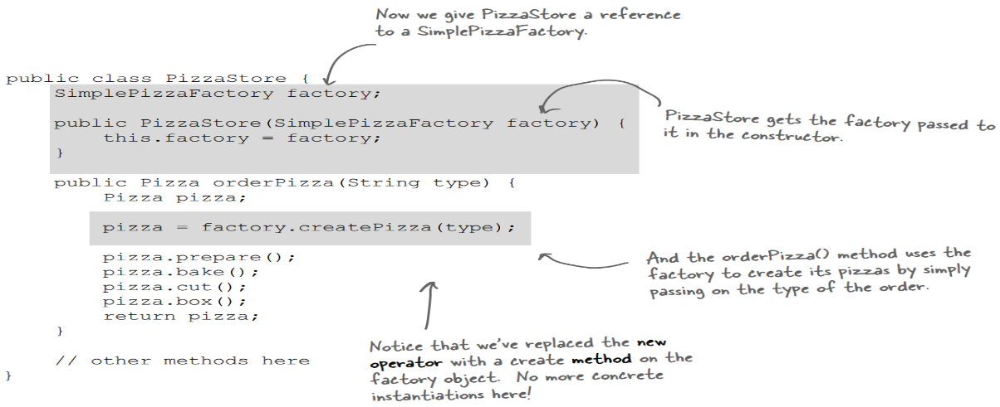 Now we give PizzaStore a reference
to a SimplePizzaFactory.
public class PizzaStore {
SimplePizzaFactory factory;
public PizzaStore(SimplePizzaFactory factory) {
this.factory = factory;
}
PizzaStore gets the factory passed to
it in the constructor.
public Pizza orderPizza(String type) {
Pizza pizza;
pizza = factory.createPizza(type);
pizza.prepare();
pizza.bake();
pizza.cut();
pizza.box();
return pizza;
}
And the orderPizza() method uses the
factory to create its pizzas by simply
passing on the type of the order.
Notice that we've replaced the new
operator with a create method on the
factory object. No more concrete
instantiations here!
// other methods here
}